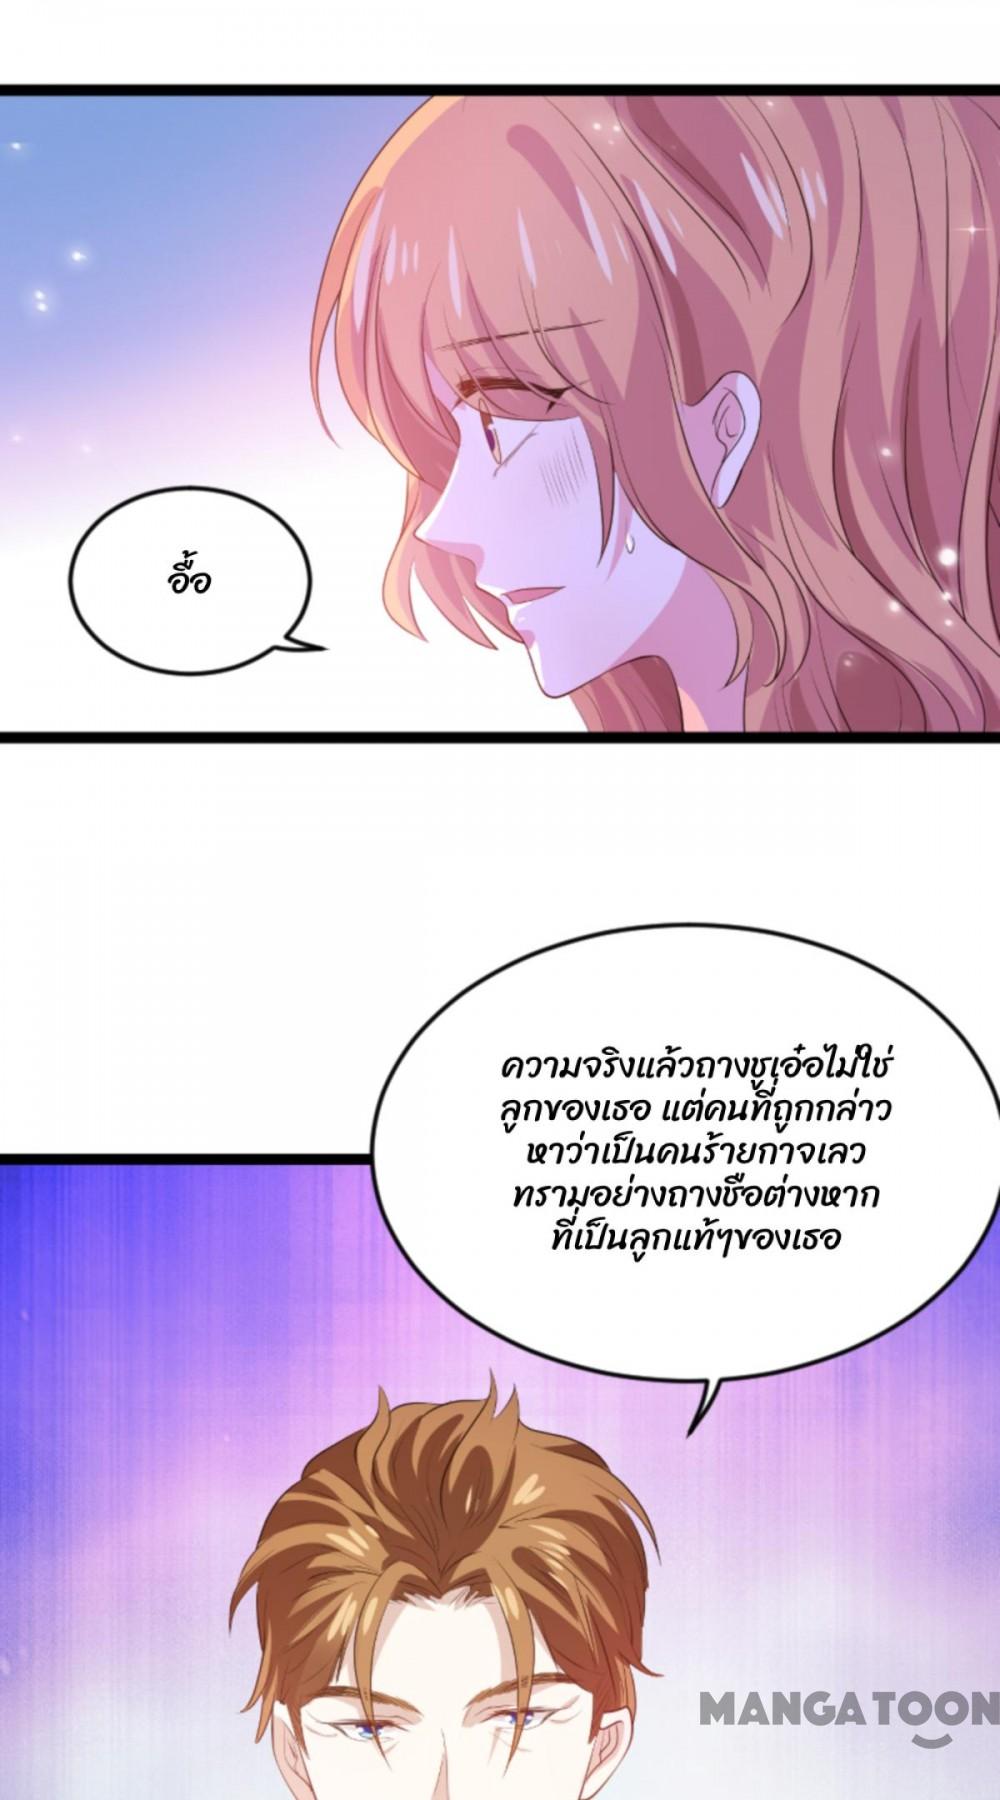 อื้อ
ความจริงแล้วถางชูเอ๋อไม่ใช่
ลูกของเธอ แต่คนที่ถูกกล่าว
หาว่าเป็นคนร้ายกาจเลว
ทรามอย่างถางซือต่างหาก
ที่เป็นลูกแท้ๆของเธอ
MANGATOON